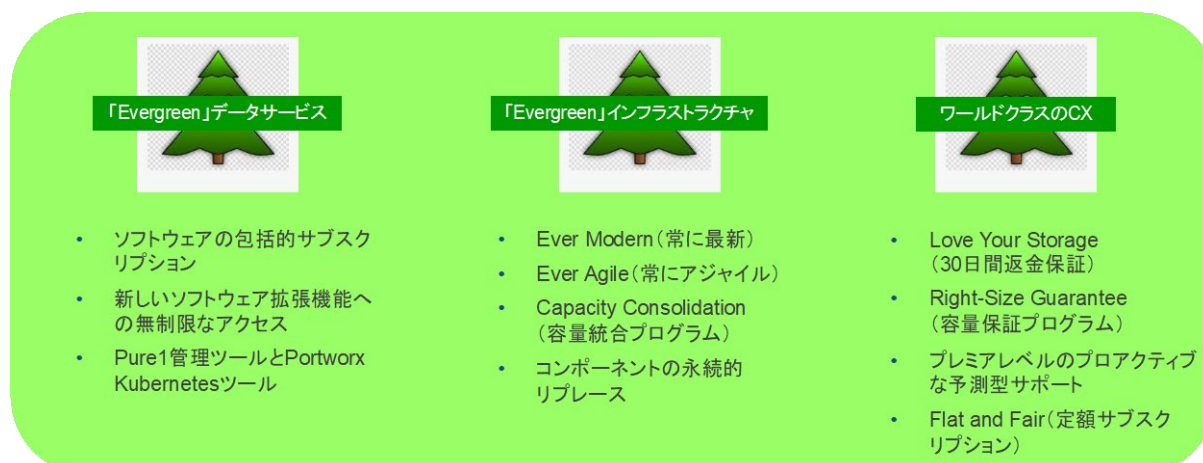 「Evergreen」データサービス
• ソフトウェアの包括的サブスク
リプション
• 新しいソフトウェア拡張機能へ
の無制限なアクセス
• Pure1管理ツールとPortworx
Kubernetesツール
「Evergreen」インフラストラクチャ
• Ever Modern（常に最新）
• Ever Agile（常にアジャイル）
• Capacity Consolidation
（容量統合プログラム）
• コンポーネントの永続的
リプレース
ワールドクラスのCX
• Love Your Storage
（30日間返金保証）
• Right-Size Guarantee
（容量保証プログラム）
• プレミアレベルのプロアクティブ
な予測型サポート
• Flat and Fair（定額サブスク
リプション）